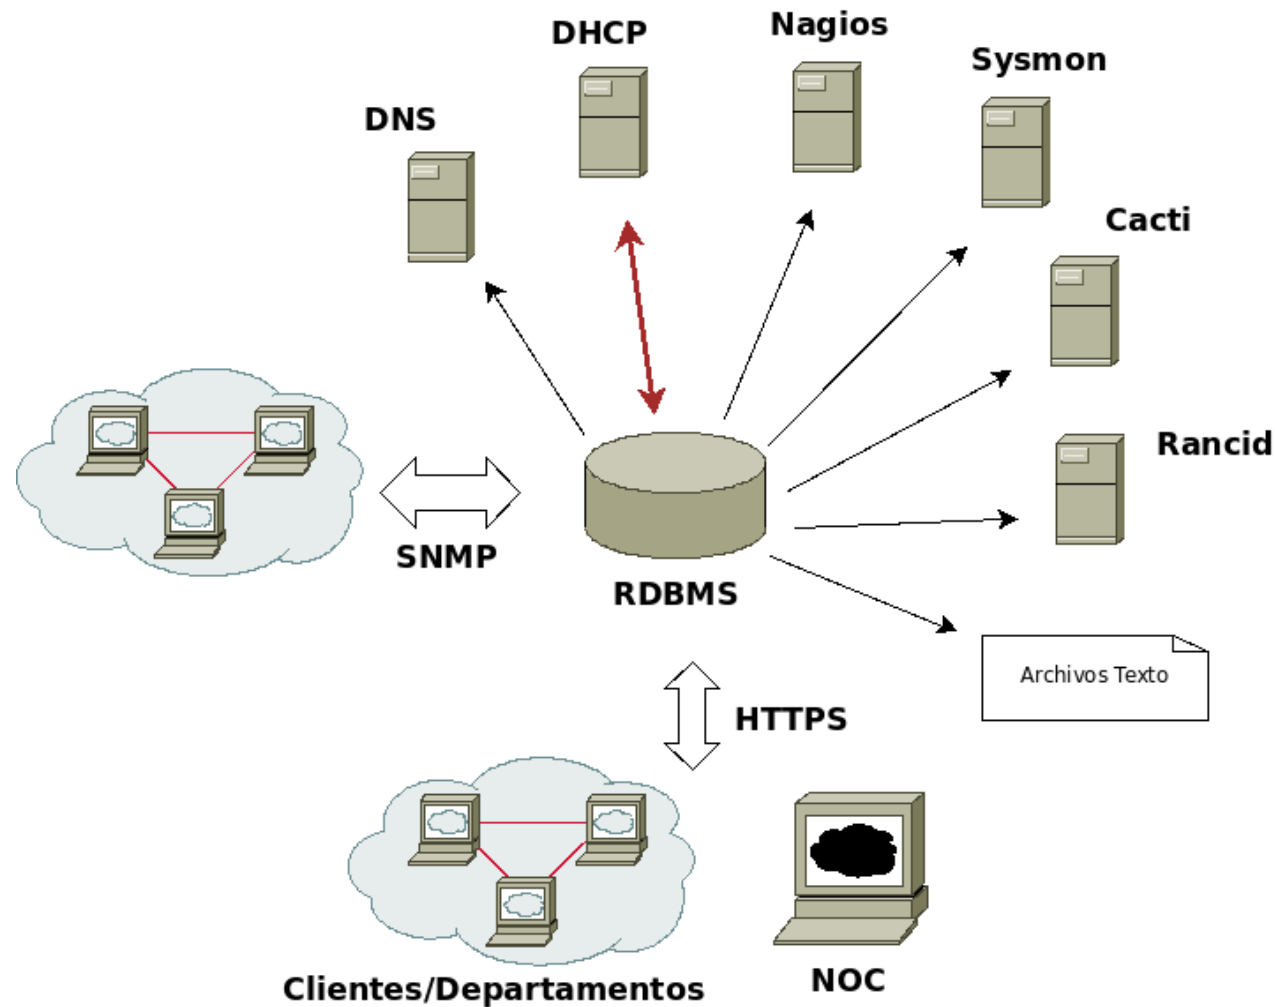 Nagios
DHCP
Sysmon
DNS
Cacti
Rancid
SNMP
RDBMS
Archivos Texto
HTTPS
Clientes/Departamentos
NOC